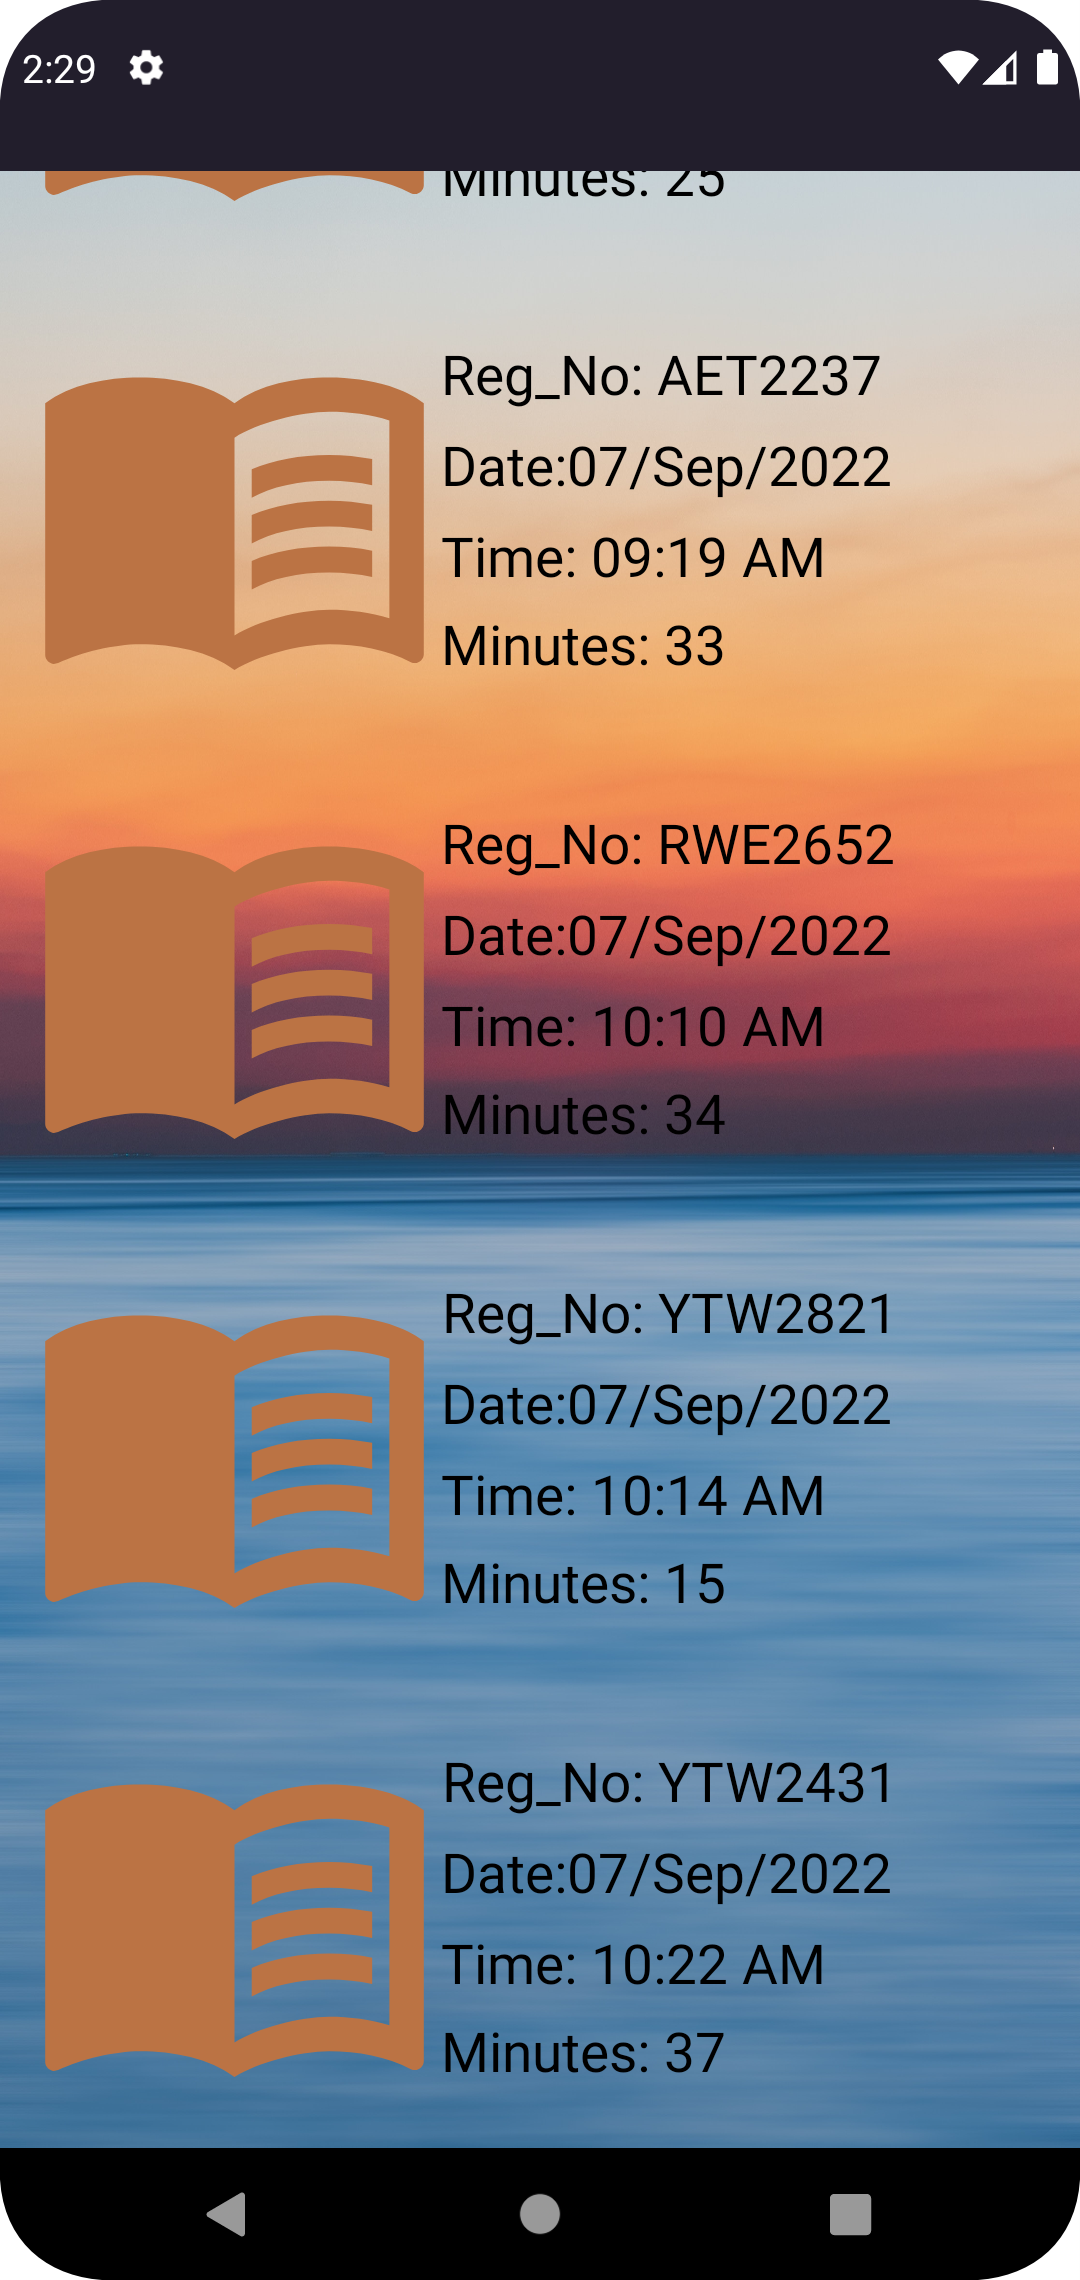 2:29
Minutes: 25
Reg_No: AET2237
Date:07/Sep/2022
Time: 09:19 AM
Minutes: 33
Reg_No: RWE2652
Date:07/Sep/2022
Time: 10:10 AM
Minutes: 34
Reg_No: YTW2821
Date:07/Sep/2022
Time: 10:14 AM
Minutes: 15
Reg_No: YTW2431
Date:07/Sep/2022
Time: 10:22 AM
Minutes: 37